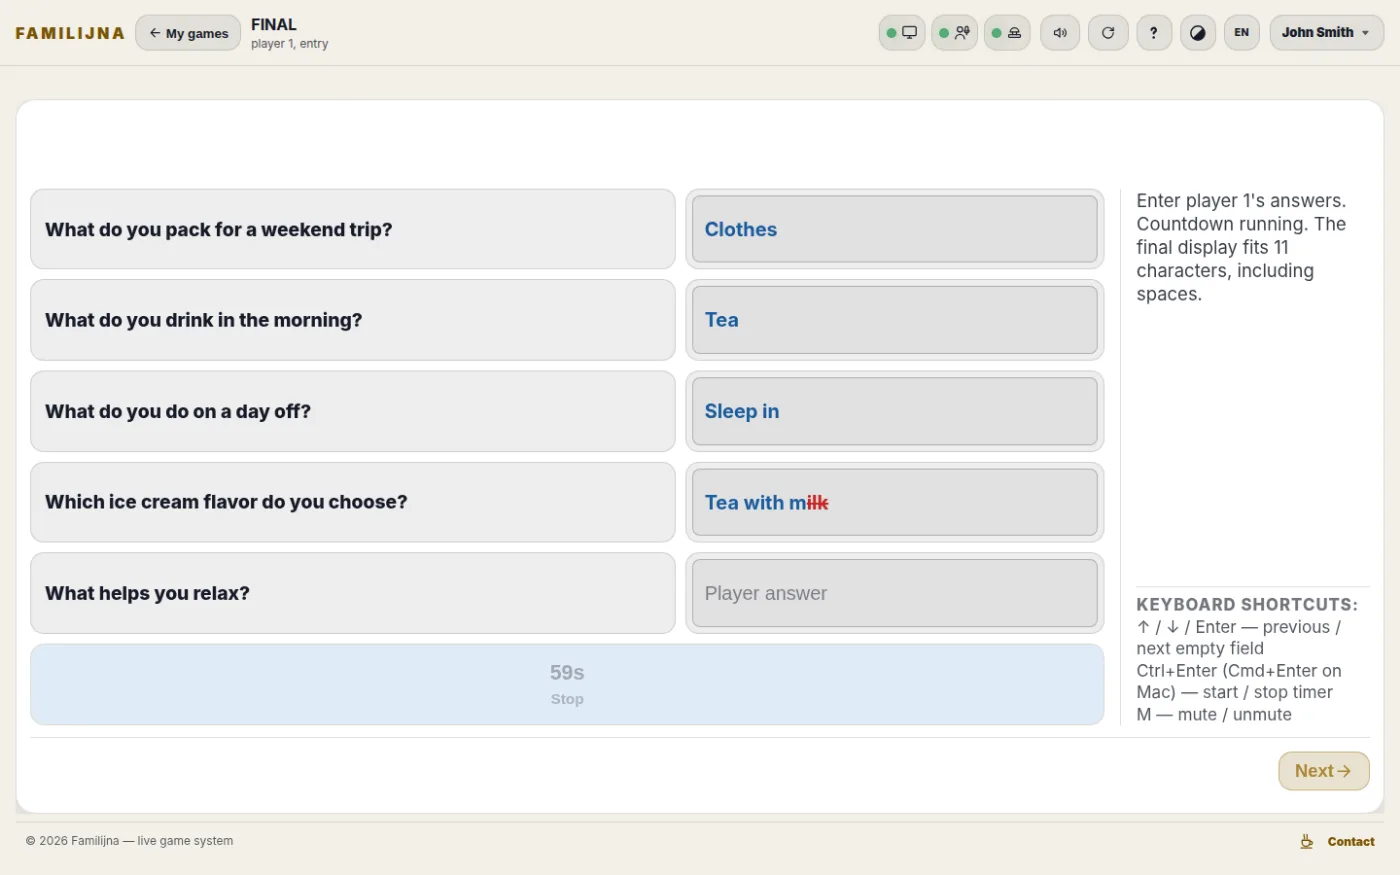 FAMILIJNA
← My games
FINAL
player 1, entry
?
EN
John Smith
What do you pack for a weekend trip?
Clothes
What do you drink in the morning?
Tea
What do you do on a day off?
Sleep in
Which ice cream flavor do you choose?
Tea with milk
What helps you relax?
Player answer
59s
Stop
Enter player 1's answers.
Countdown running. The
final display fits 11
characters, including
spaces.
KEYBOARD SHORTCUTS:
↑ / ↓ / Enter — previous /
next empty field
Ctrl+Enter (Cmd+Enter on
Mac) — start / stop timer
M — mute / unmute
Next→
© 2026 Familijna — live game system
Contact